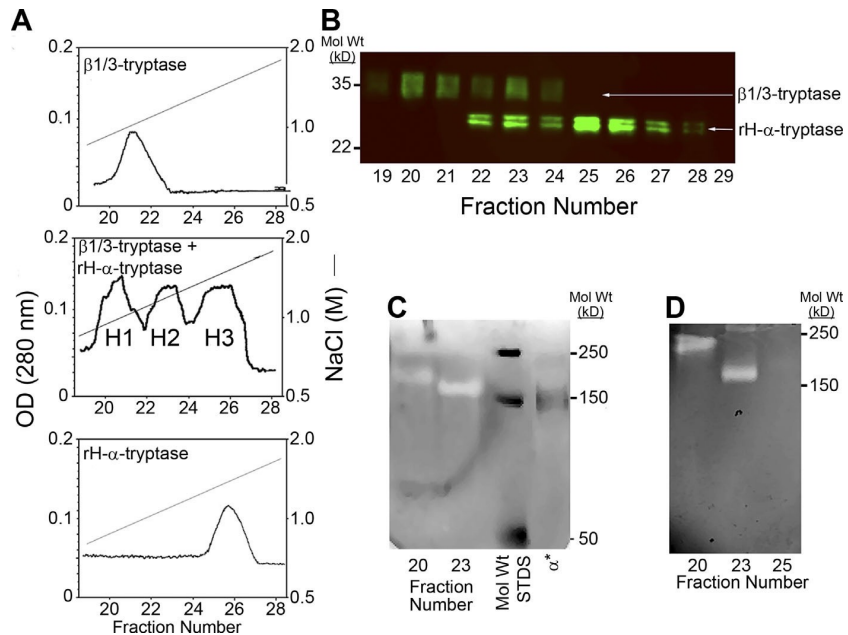 A
OD (280 nm)
NaCl (M)
0.2
0.1
0
2.0
1.0
0.5
β1/3-tryptase
20 22 24 26 28
0.2
0.1
0
2.0
1.0
0.5
β1/3-tryptase +
rH-α-tryptase
H1 H2 H3
20 22 24 26 28
0.2
0.1
0
2.0
1.0
0.5
rH-α-tryptase
20 22 24 26 28
Fraction Number
B
Mol Wt
(kD)
35
22
β1/3-tryptase
rH-α-tryptase
19 20 21 22 23 24 25 26 27 28 29
Fraction Number
C
Mol Wt
(kD)
250
150
50
20 23
Fraction
Number
Mol Wt
STDS
α*
D
Mol Wt
(kD)
250
150
20 23 25
Fraction Number